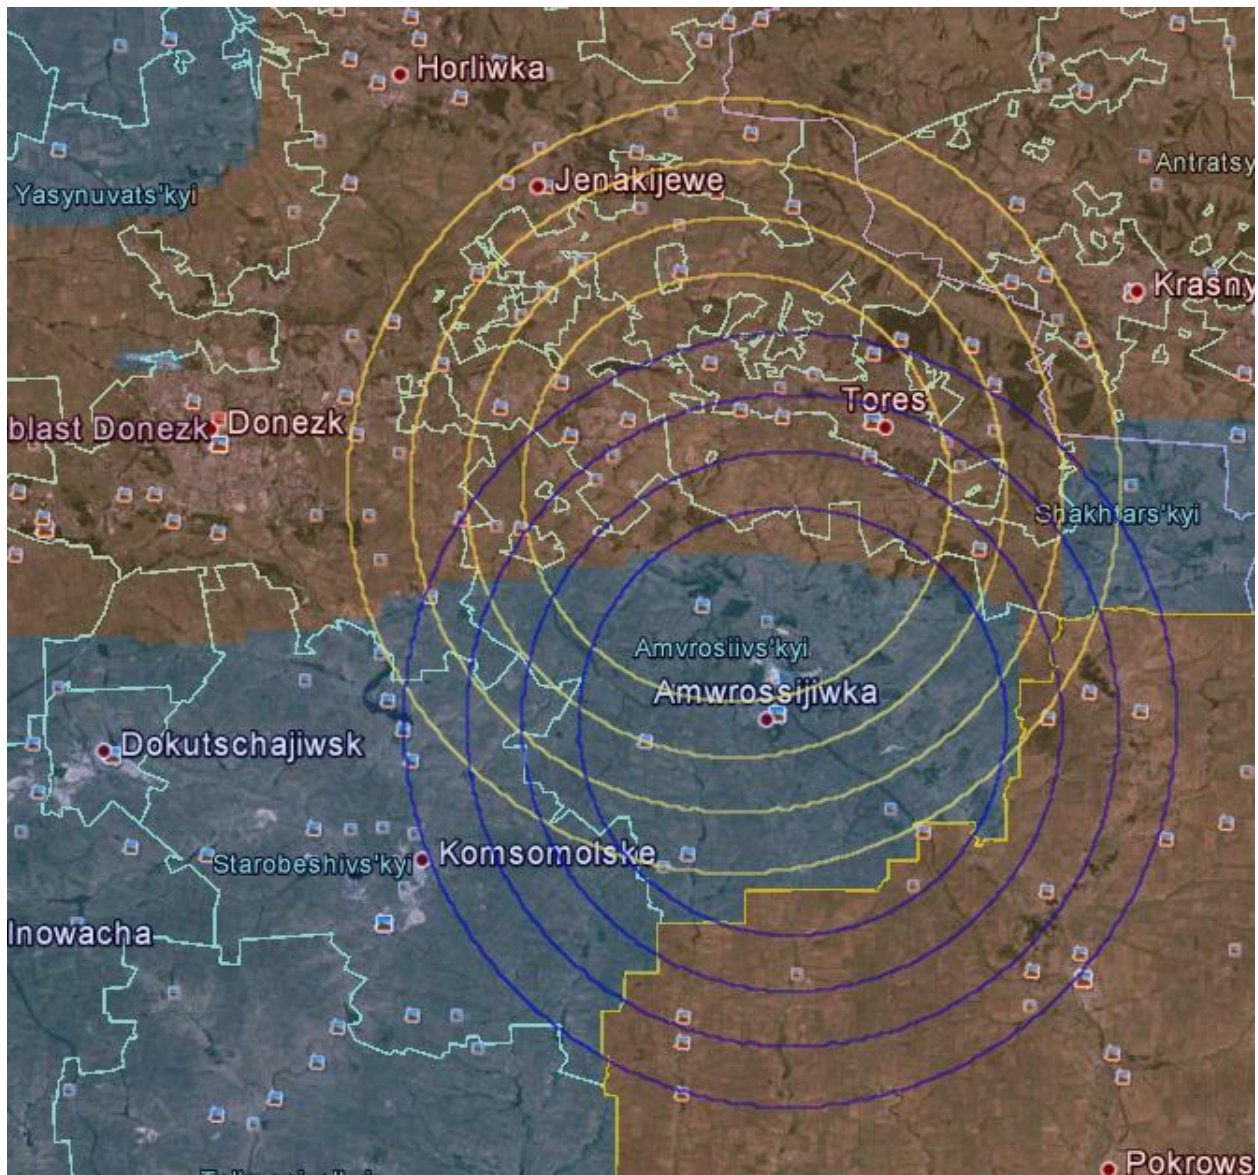 Horliwka
Antratsy
Yasynuvats'kyi
Jenakijewe
Krasny
Tores
blast Donezk
Donezk
Shakhtars'kyi
Amvrosiivs'kyi
Amwrossijiwka
Dokutschajiwsk
Komsomolske
Starobeshivs'kyi
lnowacha
Pokrows